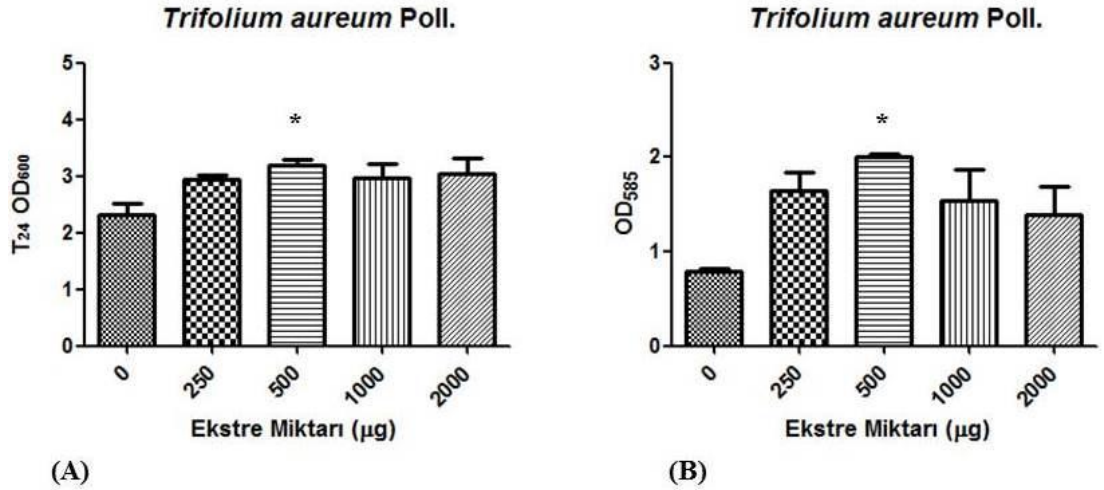 Trifolium aureum Poll.
T24 OD600
5
4
3
2
1
0
*
0
250
500
1000
2000
Ekstre Miktarı (µg)
(A)
Trifolium aureum Poll.
OD585
3
2
1
0
*
0
250
500
1000
2000
Ekstre Miktarı (µg)
(B)